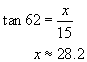 tan 62 = x/15
x ≈ 28.2